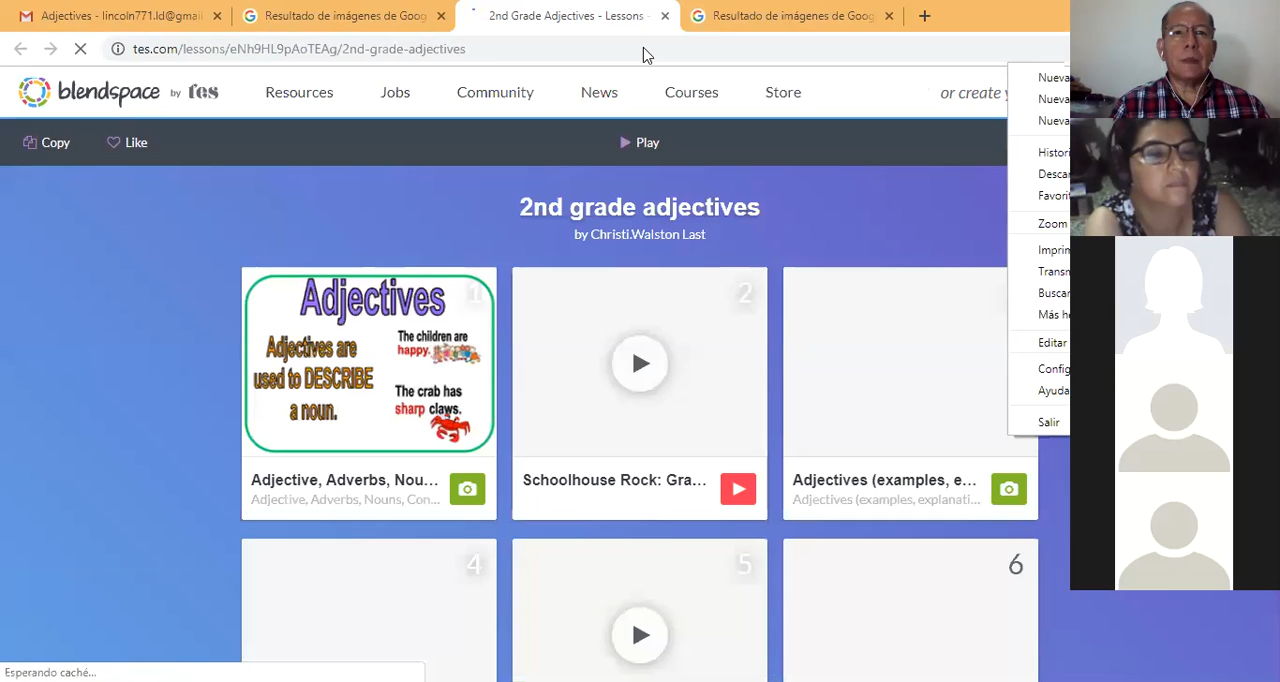 Adjectives - lincoln771.ld@gmail
Resultado de imágenes de Goog
2nd Grade Adjectives - Lessons -
Resultado de imágenes de Goog
tes.com/lessons/eNh9HL9pAoTEAg/2nd-grade-adjectives
blendspace by tes
Resources
Jobs
Community
News
Courses
Store
or create y
Copy
Like
Play
Nueva
Nueva
Nueva
Histori
Descar
Favorit
Zoom
Imprim
Transm
Buscar
Más he
Editar
Config
Ayuda
Salir
2nd grade adjectives
by Christi.Walston Last
Adjectives
Adjectives are
used to DESCRIBE
a noun.
The children are
happy.
The crab has
sharp claws.
1
2
Adjective, Adverbs, Nou...
Adjective, Adverbs, Nouns, Con...
Schoolhouse Rock: Gra...
Adjectives (examples, e...
Adjectives (examples, explanati...
4
5
6
Esperando caché...